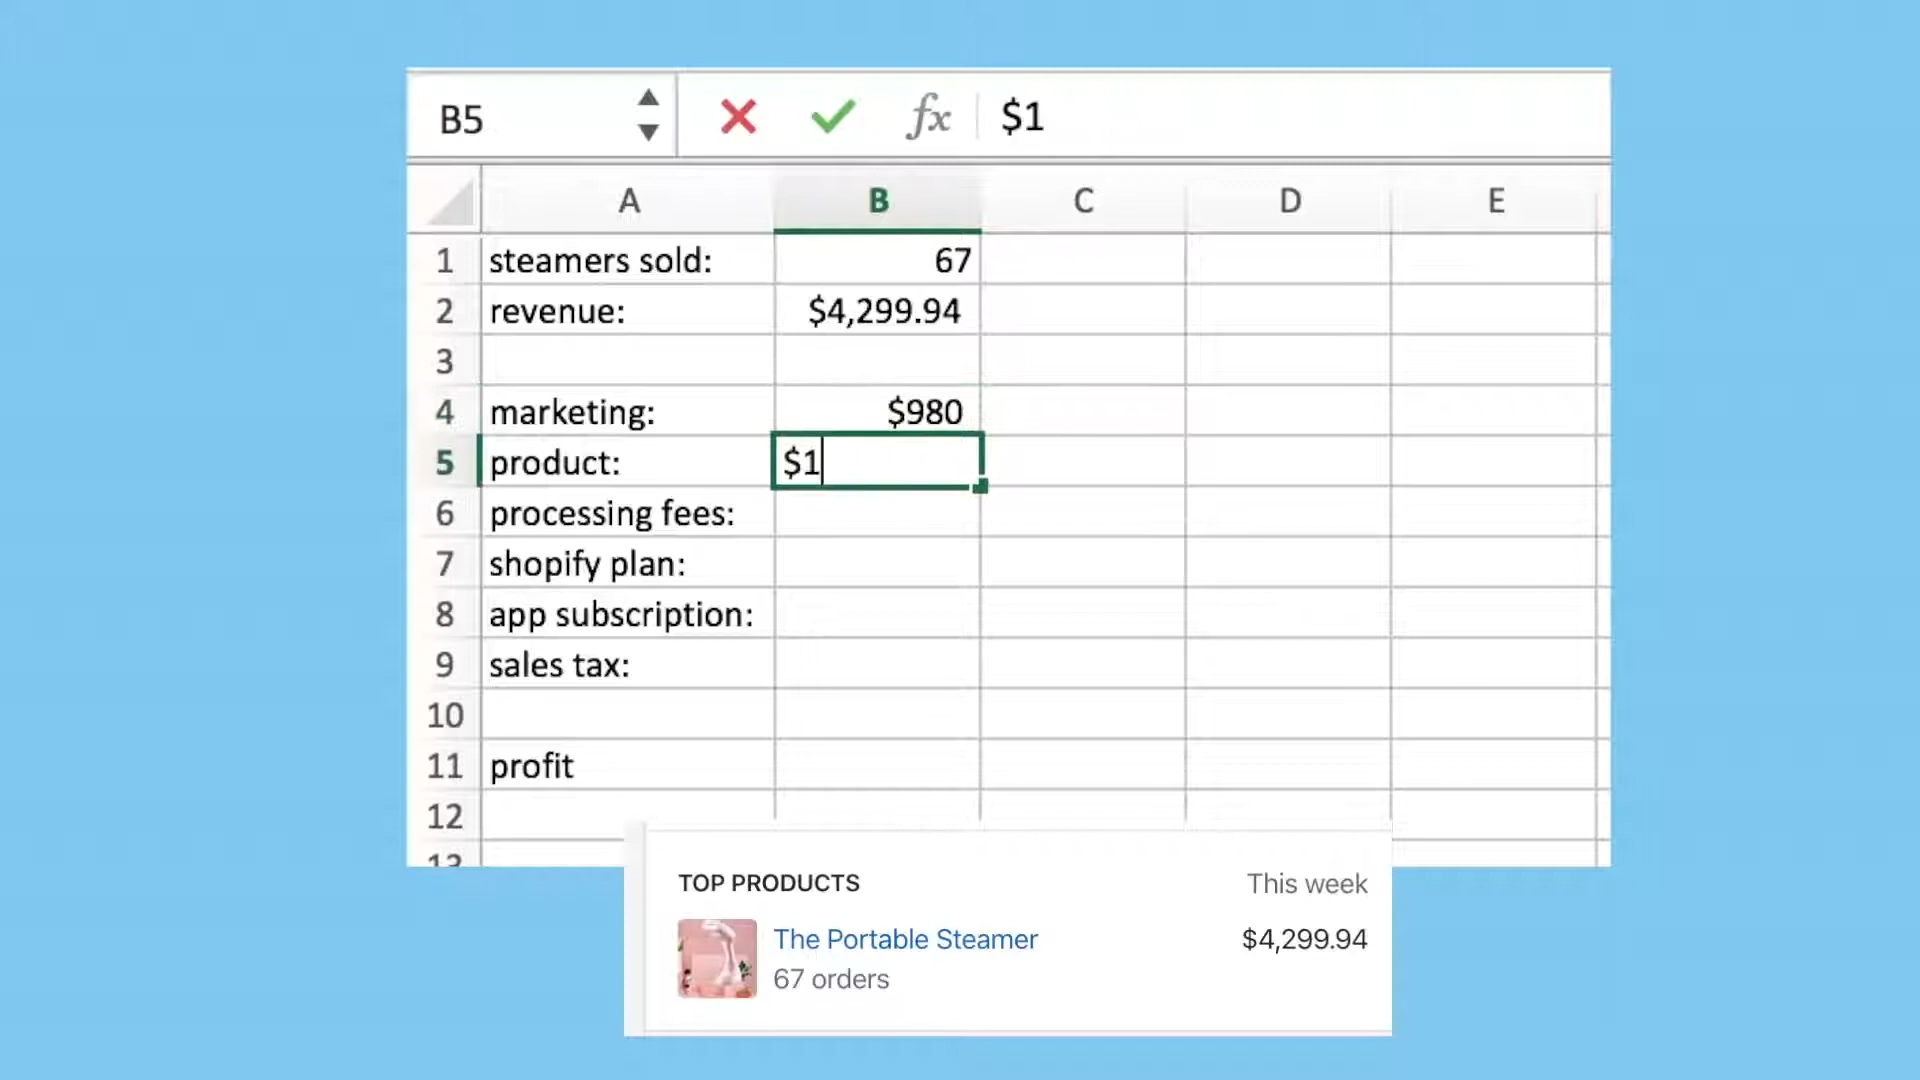 B5 fx $1
A B C D E
1 steamers sold: 67
2 revenue: $4,299.94
3
4 marketing: $980
5 product: $1
6 processing fees:
7 shopify plan:
8 app subscription:
9 sales tax:
10
11 profit
12
13
TOP PRODUCTS This week
The Portable Steamer $4,299.94
67 orders